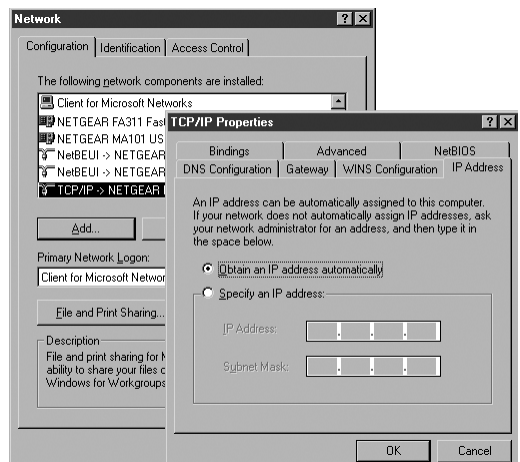 Network
Configuration
Identification
Access Control
The following network components are installed:
Client for Microsoft Networks
NETGEAR FA311
NETGEAR MA101
NetBEUI -> NETGEAR
NetBEUI -> NETGEAR
TCP/IP -> NETGEAR
Add...
Primary Network Logon:
Client for Microsoft
File and Print Sharing...
Description
File and print sharing for
ability to share your files
Windows for Workgroups
TCP/IP Properties
Bindings
Advanced
NetBIOS
DNS Configuration
Gateway
WINS Configuration
IP Address
An IP address can be automatically assigned to this computer.
If your network does not automatically assign IP addresses, ask
your network administrator for an address, and then type it in
the space below.
Obtain an IP address automatically
Specify an IP address:
IP Address:
. . .
Subnet Mask:
. . .
OK
Cancel